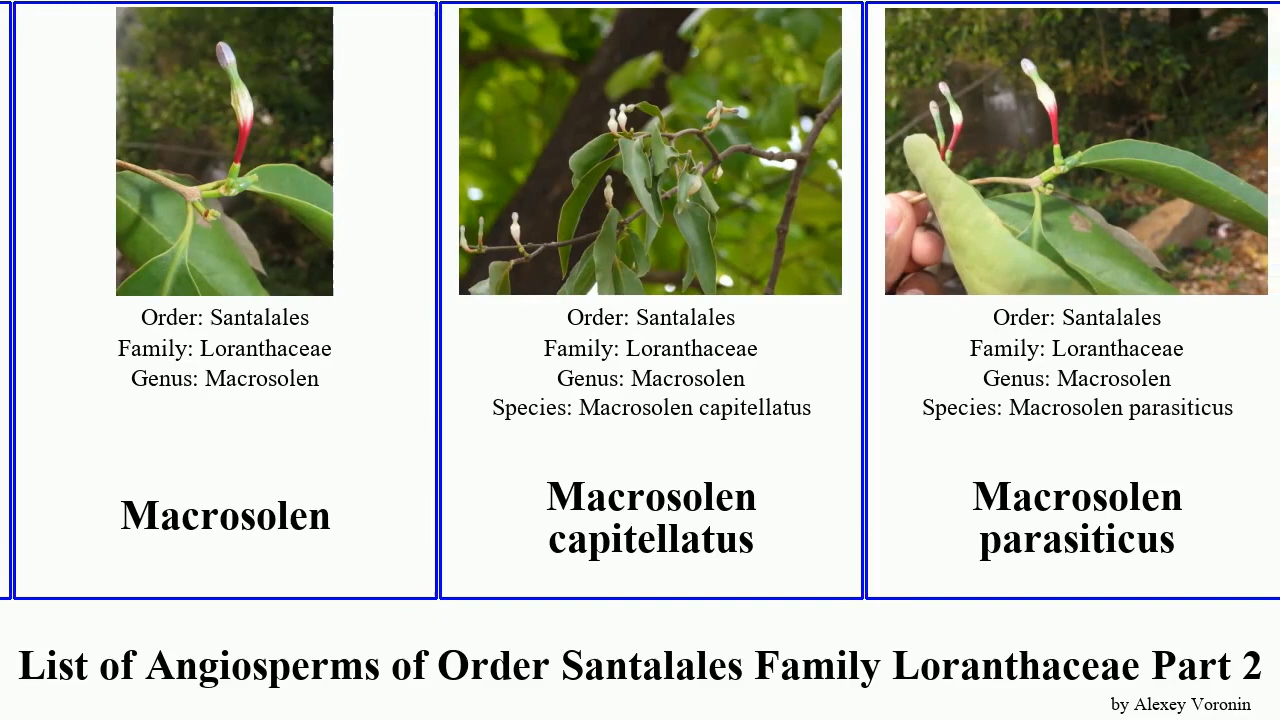 Order: Santalales
Family: Loranthaceae
Genus: Macrosolen
Macrosolen
Order: Santalales
Family: Loranthaceae
Genus: Macrosolen
Species: Macrosolen capitellatus
Macrosolen
capitellatus
Order: Santalales
Family: Loranthaceae
Genus: Macrosolen
Species: Macrosolen parasiticus
Macrosolen
parasiticus
List of Angiosperms of Order Santalales Family Loranthaceae Part 2
by Alexey Voronin